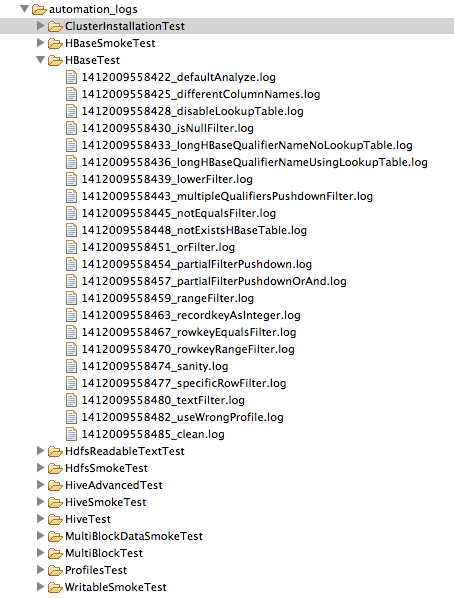 automation_logs
ClusterInstallationTest
HBaseSmokeTest
HBaseTest
1412009558422_defaultAnalyze.log
1412009558425_differentColumnNames.log
1412009558428_disableLookupTable.log
1412009558430_isNullFilter.log
1412009558433_longHBaseQualifierNameNoLookupTable.log
1412009558436_longHBaseQualifierNameUsingLookupTable.log
1412009558439_lowerFilter.log
1412009558443_multipleQualifiersPushdownFilter.log
1412009558445_notEqualsFilter.log
1412009558448_notExistsHBaseTable.log
1412009558451_orFilter.log
1412009558454_partialFilterPushdown.log
1412009558457_partialFilterPushdownOrAnd.log
1412009558459_rangeFilter.log
1412009558463_recordkeyAsInteger.log
1412009558467_rowkeyEqualsFilter.log
1412009558470_rowkeyRangeFilter.log
1412009558474_sanity.log
1412009558477_specificRowFilter.log
1412009558480_textFilter.log
1412009558482_useWrongProfile.log
1412009558485_clean.log
HdfsReadableTextTest
HdfsSmokeTest
HiveAdvancedTest
HiveSmokeTest
HiveTest
MultiBlockDataSmokeTest
MultiBlockTest
ProfilesTest
WritableSmokeTest